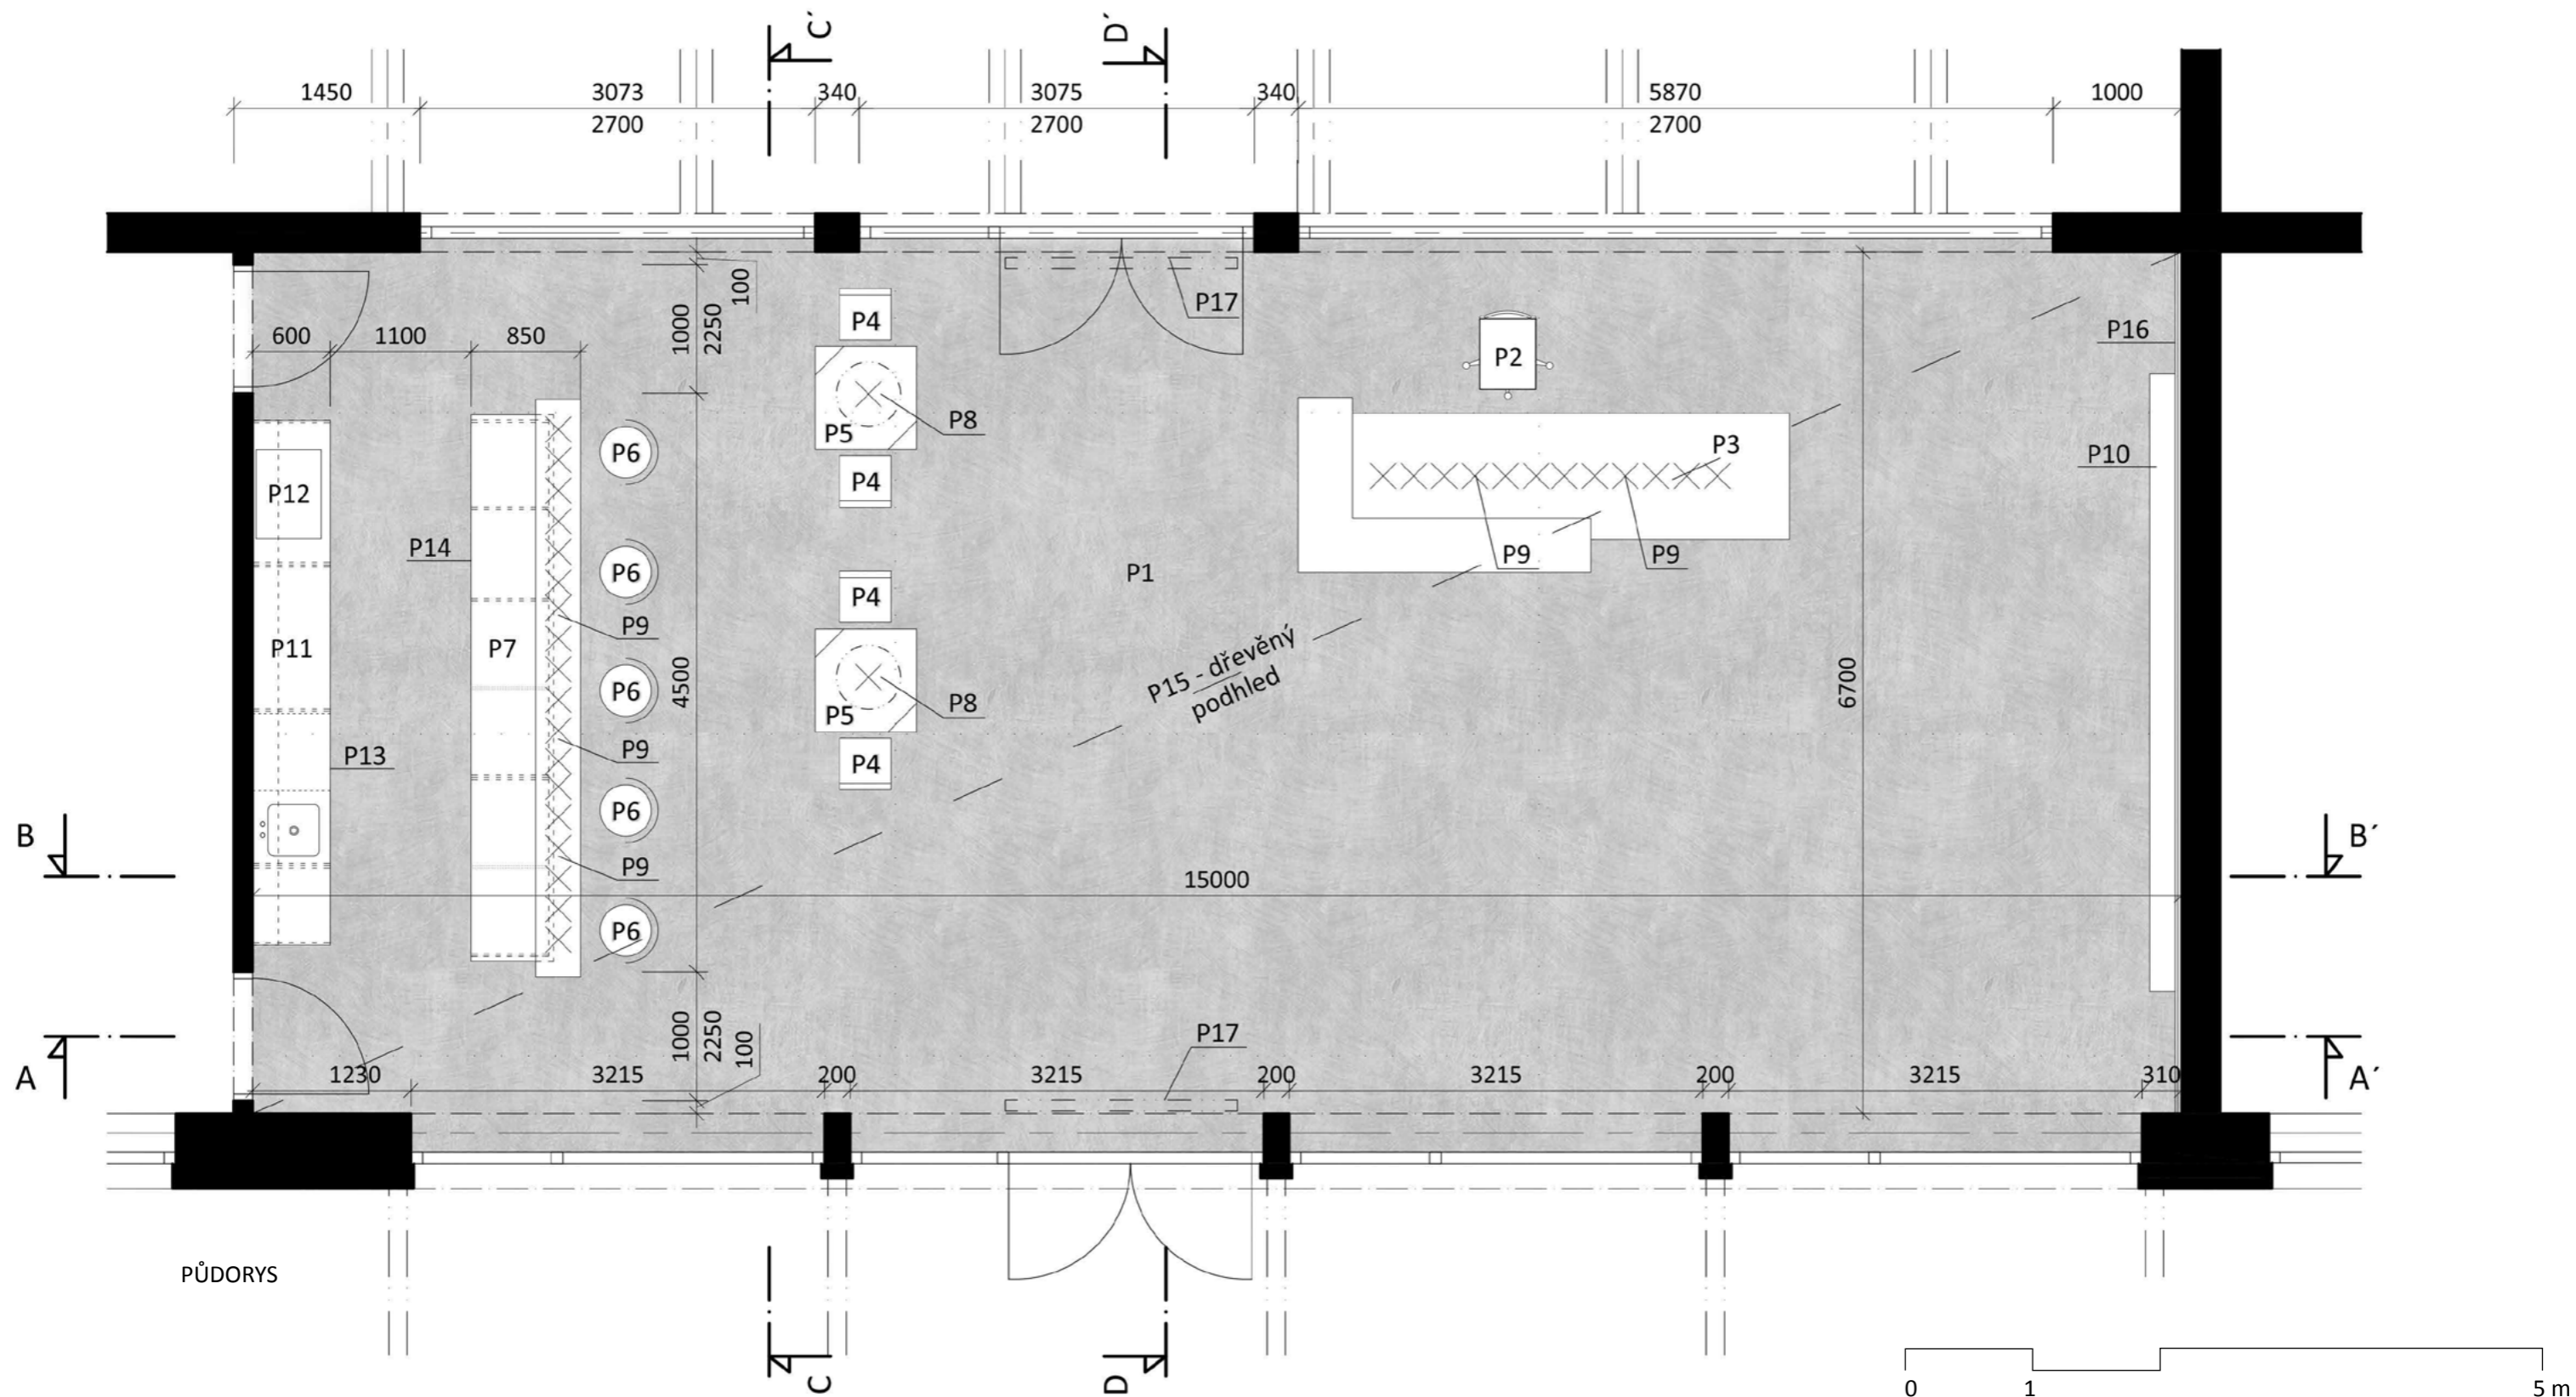 C´
D´
1450
3073
340
3075
340
5870
1000
2700
2700
2700
100
1000
2250
P4
P17
P2
P16
600
1100
850
P8
P5
P6
P3
P10
P12
P4
P14
P9
P9
P6
P1
P4
P9
P11
P7
P15 - dřevěný
podhled
4500
6700
P6
P8
P5
P9
P13
P4
P6
B
B´
P9
15000
P6
1000
2250
100
P17
A
A´
1230
3215
200
3215
200
3215
200
3215
310
PŮDORYS
C
D
0
1
5 m